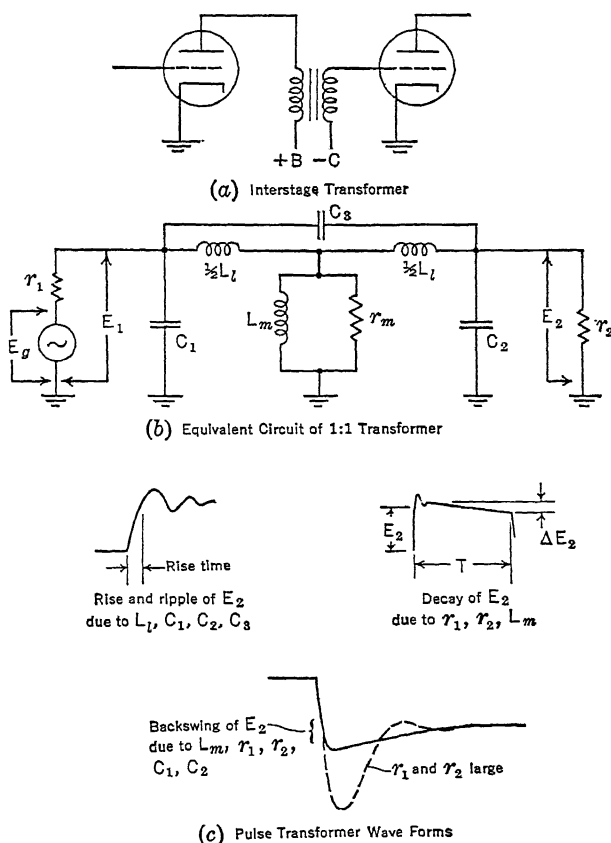 +B -C
(a) Interstage Transformer
C₃
½Lₗ ½Lₗ
r₁ E₁ E_g C₁ Lₘ rₘ C₂ E₂ r₂
(b) Equivalent Circuit of 1:1 Transformer
Rise time
Rise and ripple of E₂
due to Lₗ, C₁, C₂, C₃
E₂ T ΔE₂
Decay of E₂
due to r₁, r₂, Lₘ
Backswing of E₂
due to Lₘ, r₁, r₂,
C₁, C₂
r₁ and r₂ large
(c) Pulse Transformer Wave Forms